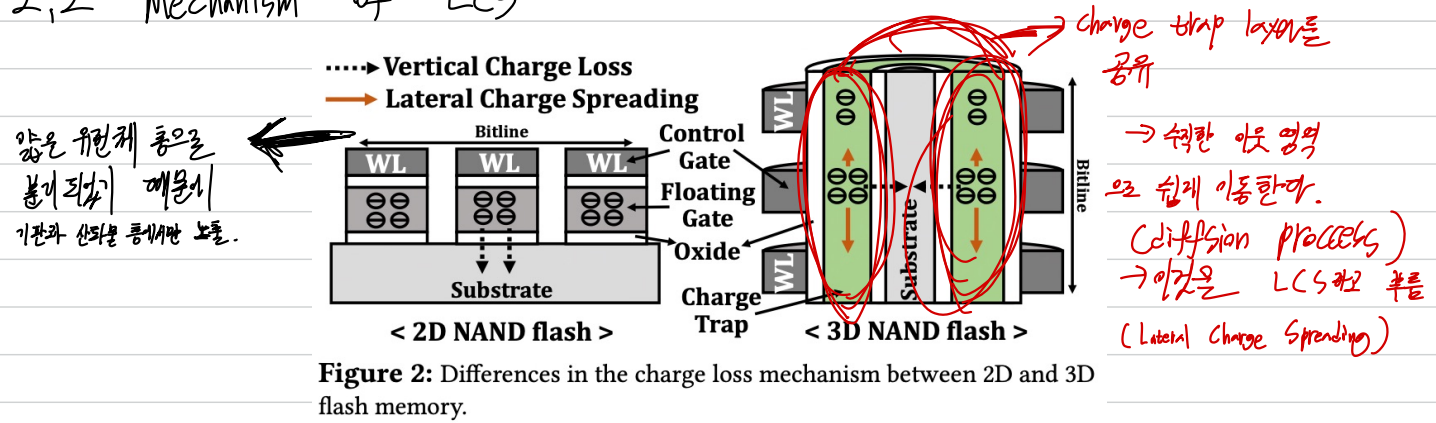 2.2 Mechanism of LCS
Vertical Charge Loss
Lateral Charge Spreading
Bitline
WL WL WL
Control
Gate
Floating
Gate
Oxide
Substrate
Charge
Trap
< 2D NAND flash >
WL
WL
Substrate
Bitline
< 3D NAND flash >
얇은 유전체 층으로
분리 되었기 때문에
기판과 산화물 층에서만 노출.
charge trap layer를
공유
→ 수직한 이웃 영역
으로 쉽게 이동한다.
(diffsion process)
→ 이것을 LCS라고 부름
(Lateral Charge Spreading)
Figure 2: Differences in the charge loss mechanism between 2D and 3D
flash memory.